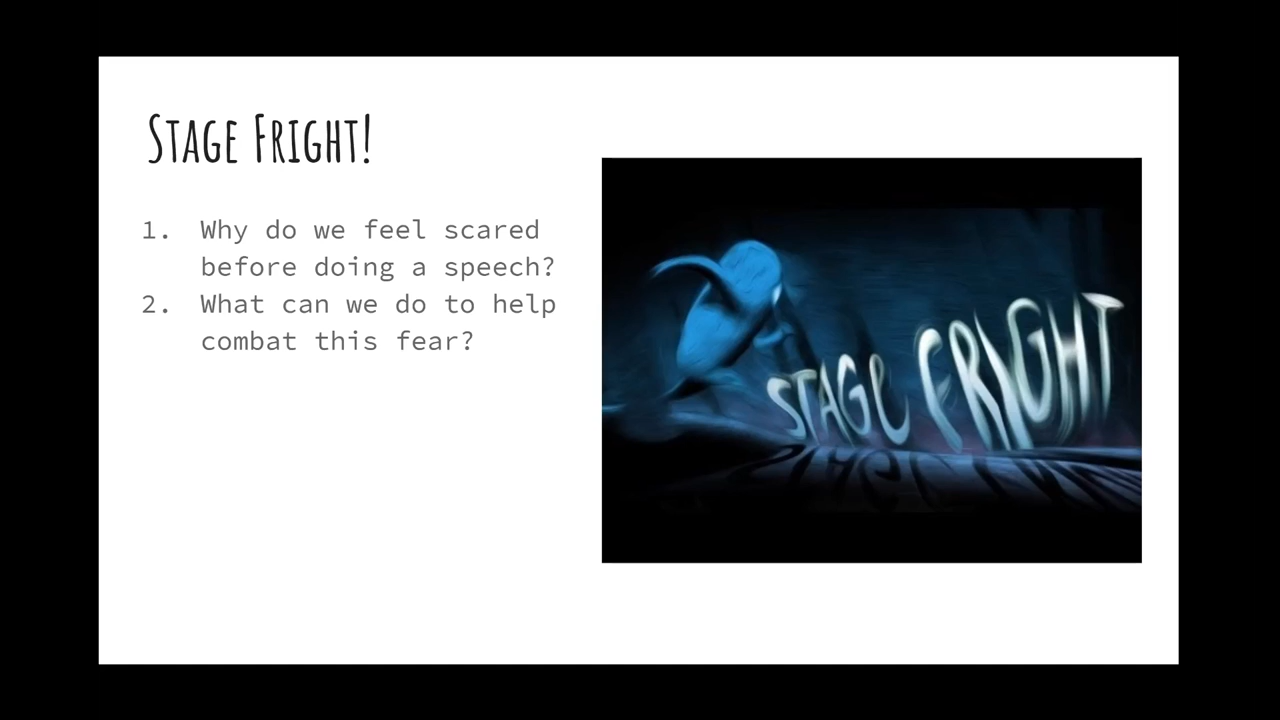 STAGE FRIGHT!
1. Why do we feel scared
before doing a speech?
2. What can we do to help
combat this fear?
STAGE FRIGHT